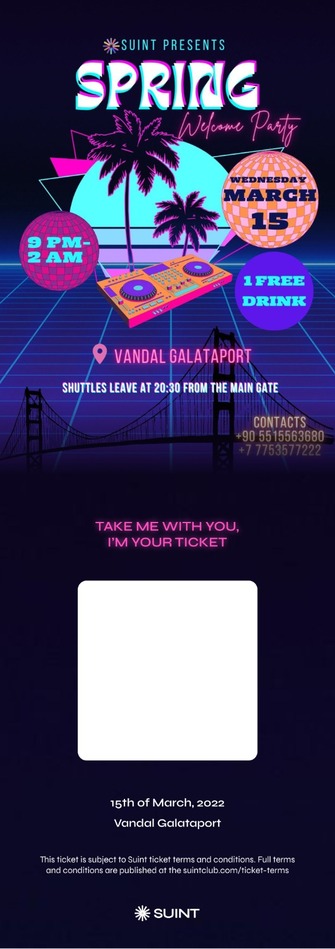 SUINT PRESENTS
SPRING
Welcome Party
WEDNESDAY
MARCH
15
9 PM-
2 AM
1 FREE
DRINK
VANDAL GALATAPORT
SHUTTLES LEAVE AT 20:30 FROM THE MAIN GATE
CONTACTS
+90 5515563680
+7 7753577222
TAKE ME WITH YOU,
I'M YOUR TICKET
15th of March, 2022
Vandal Galataport
This ticket is subject to Suint ticket terms and conditions. Full terms
and conditions are published at the suintclub.com/ticket-terms
SUINT